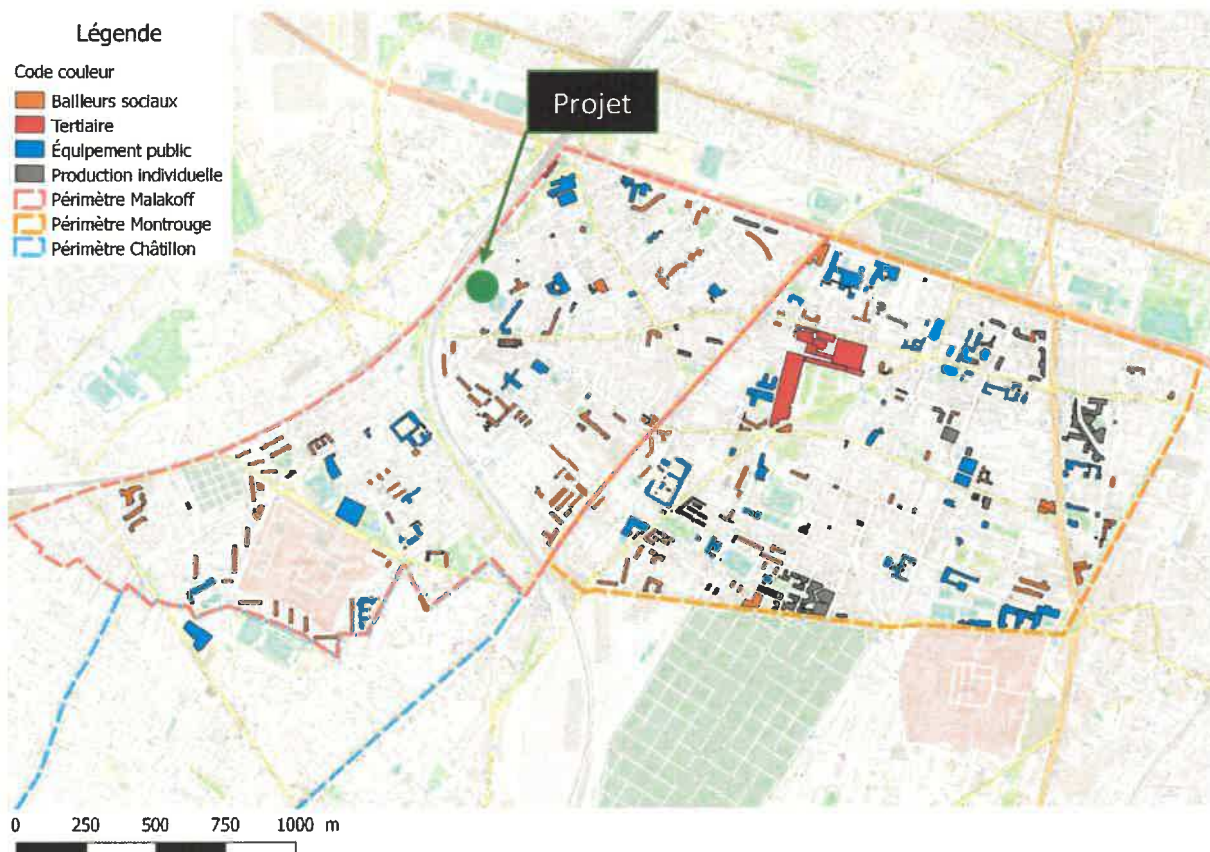 Légende
Code couleur
Bailleurs sociaux
Tertiaire
Équipement public
Production individuelle
Périmètre Malakoff
Périmètre Montrouge
Périmètre Châtillon
Projet
0 250 500 750 1000 m